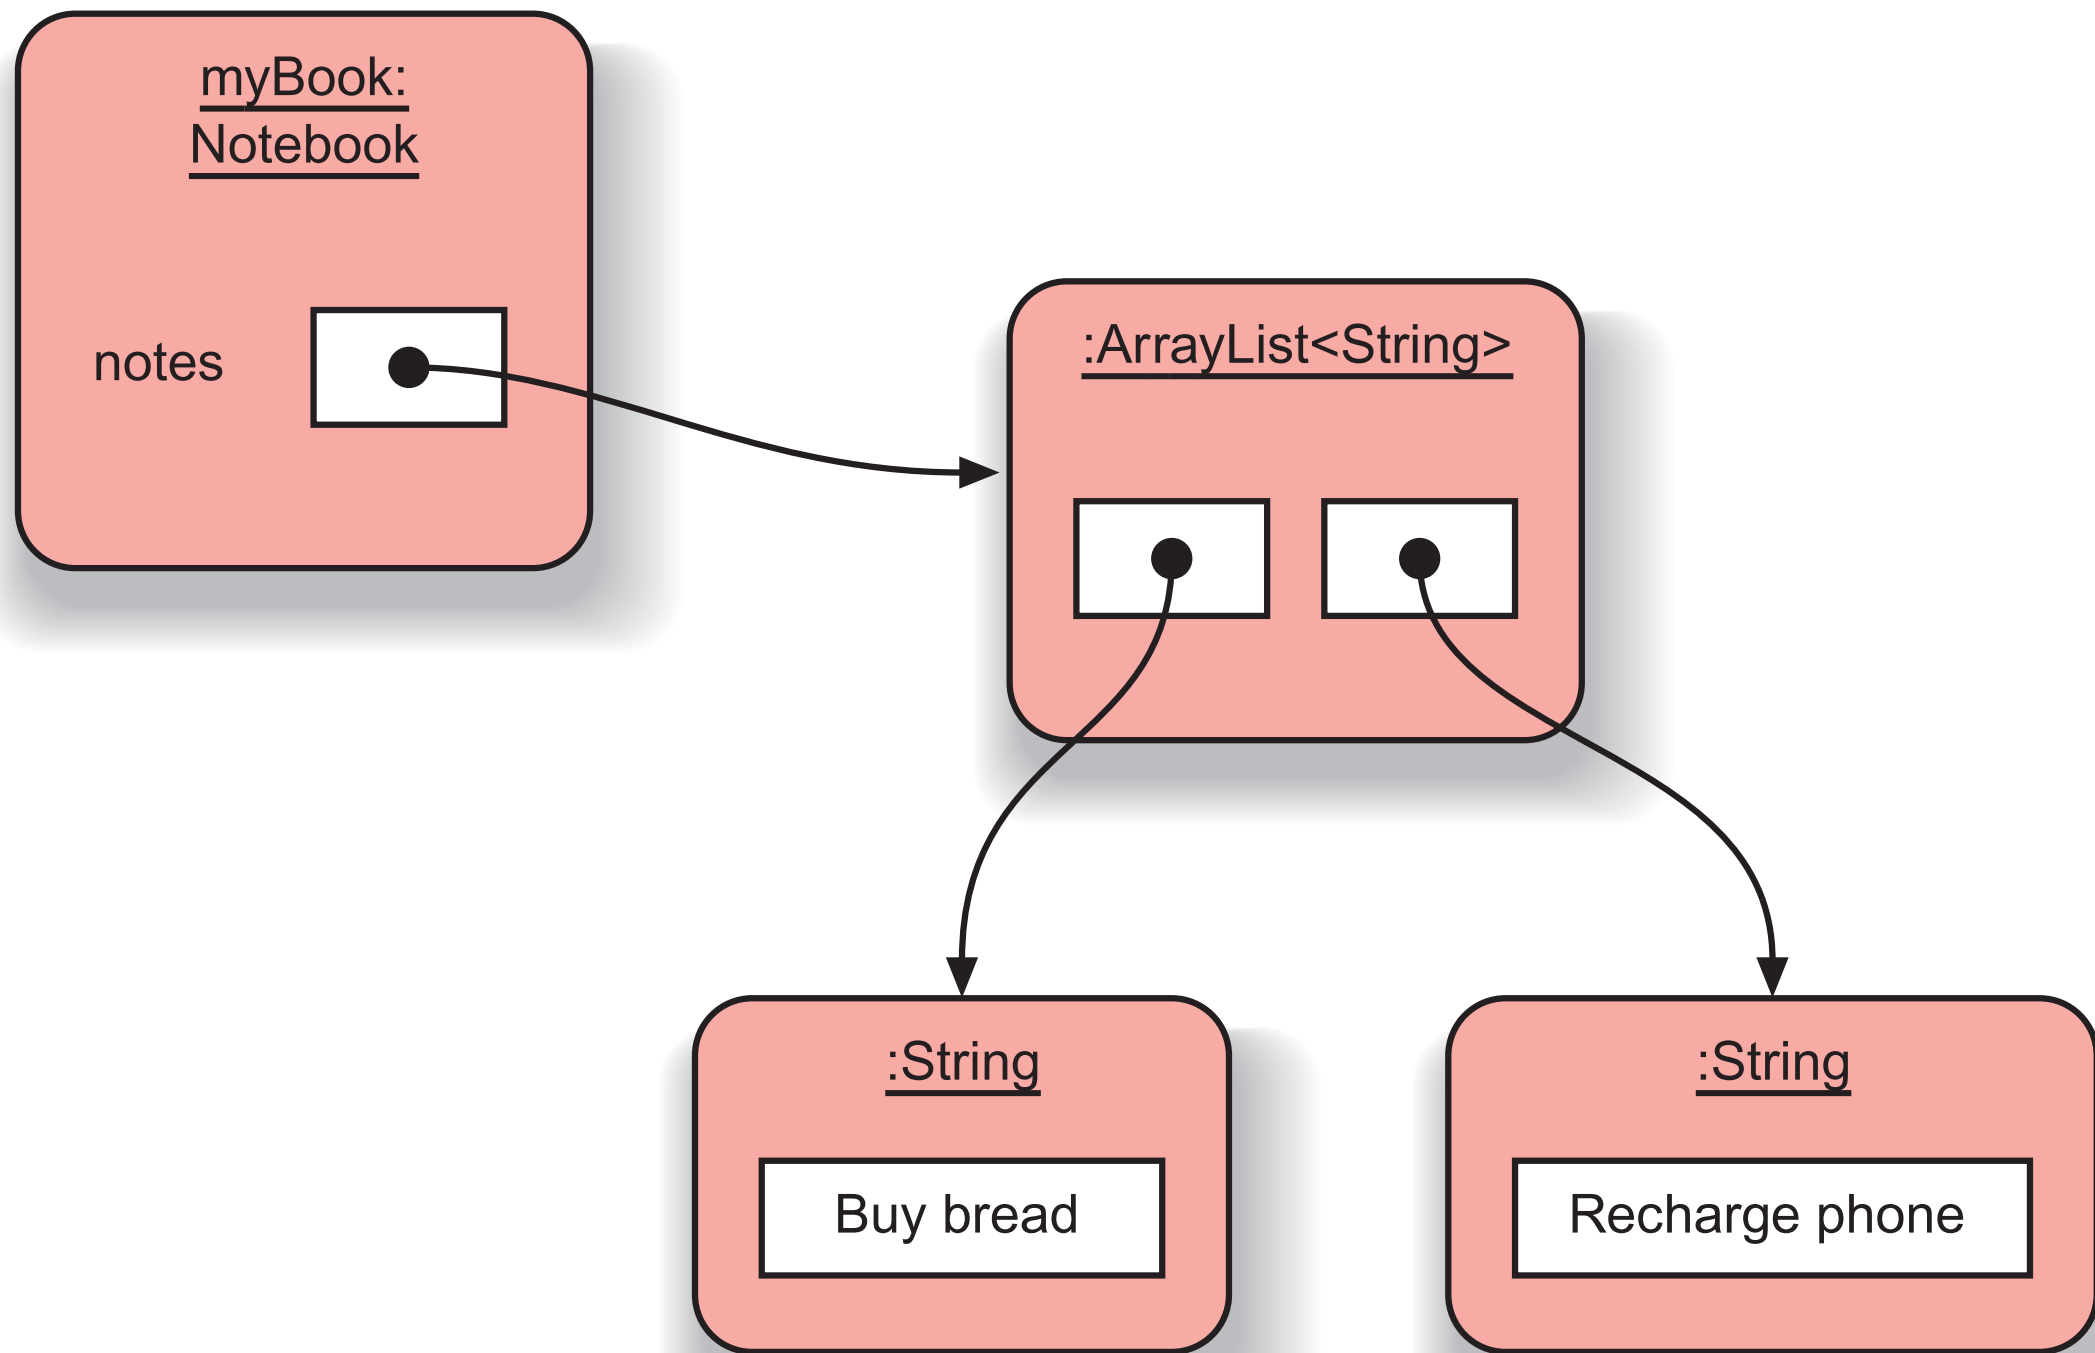 myBook:
Notebook
notes
:ArrayList<String>
:String
Buy bread
:String
Recharge phone